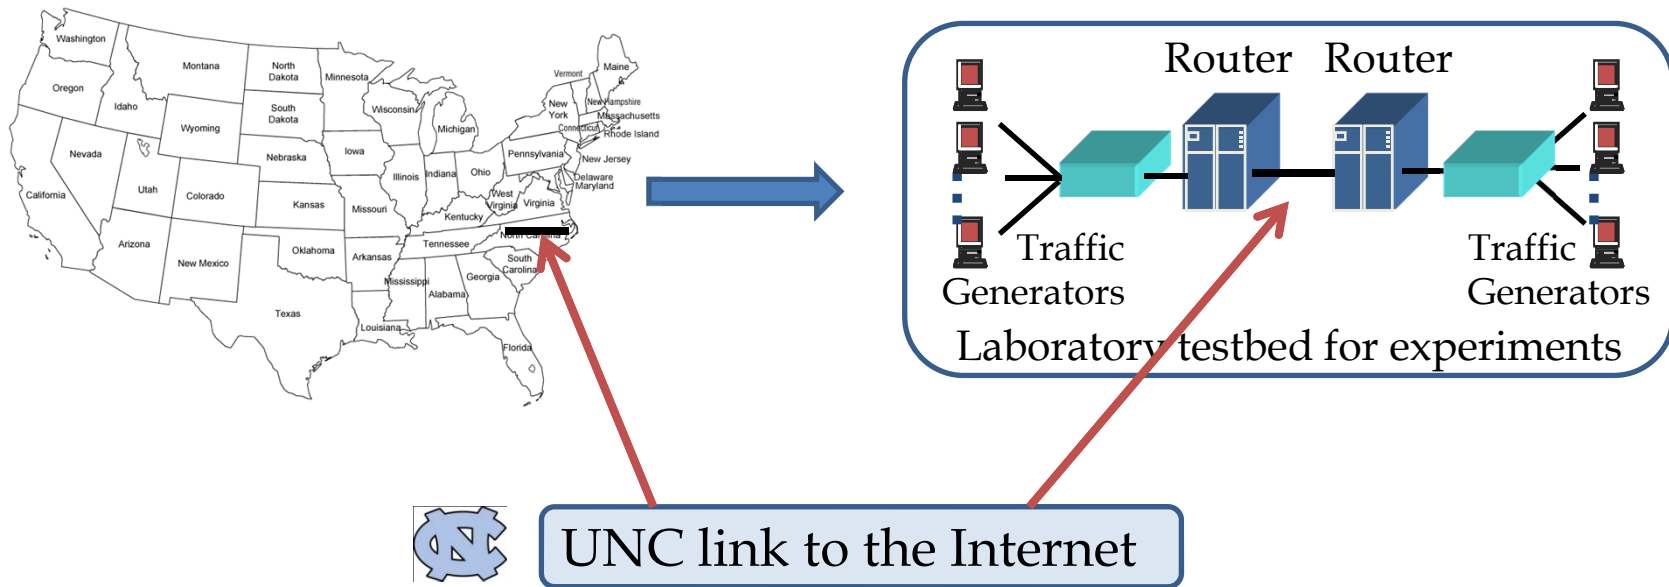 Washington
Montana
North
Dakota
Minnesota
Vermont
Maine
Oregon
Idaho
South
Dakota
Wisconsin
Michigan
New
York
New Hampshire
Massachusetts
Connecticut
Rhode Island
Wyoming
Nevada
Nebraska
Iowa
Pennsylvania
New Jersey
California
Utah
Colorado
Kansas
Missouri
Illinois
Indiana
Ohio
West
Virginia
Virginia
Delaware
Maryland
Kentucky
Arizona
New Mexico
Oklahoma
Arkansas
Tennessee
North Carolina
South
Carolina
Mississippi
Alabama
Georgia
Texas
Louisiana
Florida
Router Router
Traffic
Generators
Traffic
Generators
Laboratory testbed for experiments
NC
UNC link to the Internet